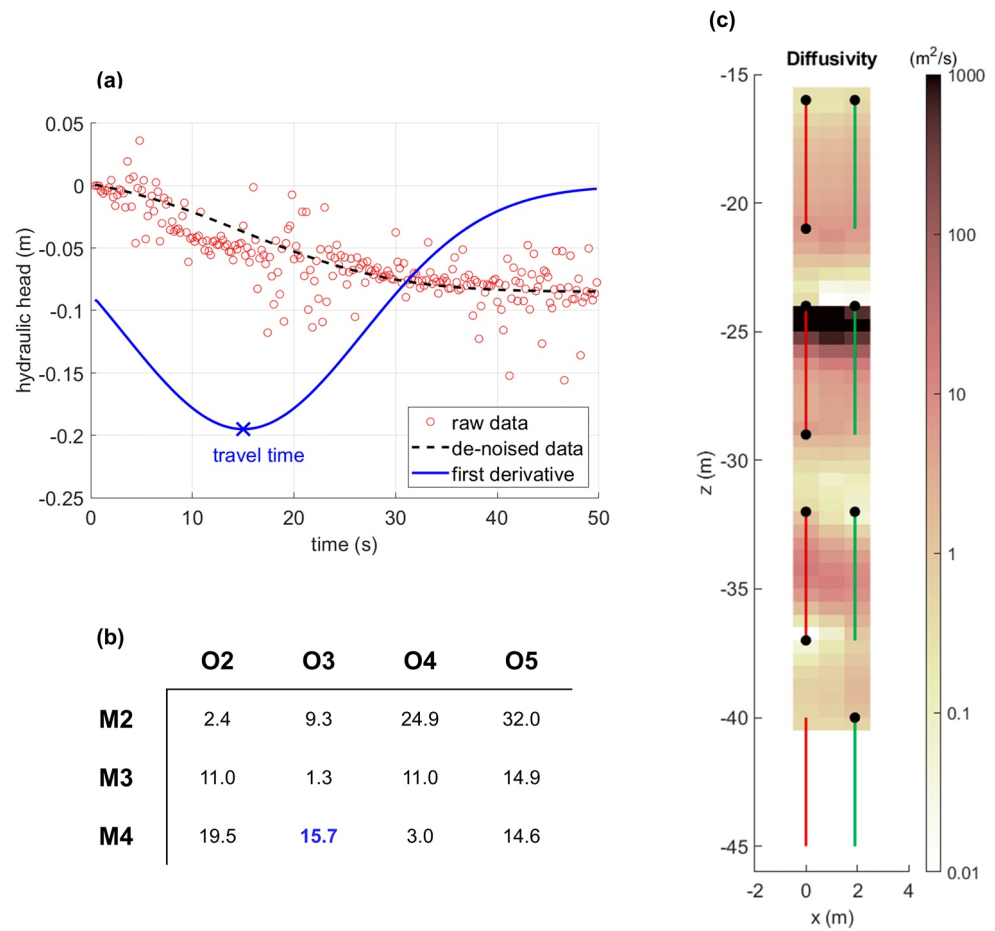 (a)
0.05
0
-0.05
-0.1
-0.15
-0.2
-0.25
hydraulic head (m)
travel time
raw data
de-noised data
first derivative
0 10 20 30 40 50
time (s)
(b)
O2 O3 O4 O5
M2 2.4 9.3 24.9 32.0
M3 11.0 1.3 11.0 14.9
M4 19.5 15.7 3.0 14.6
(c)
Diffusivity (m²/s)
-15
-20
-25
-30
-35
-40
-45
z (m)
-2 0 2 4
x (m)
1000
100
10
1
0.1
0.01